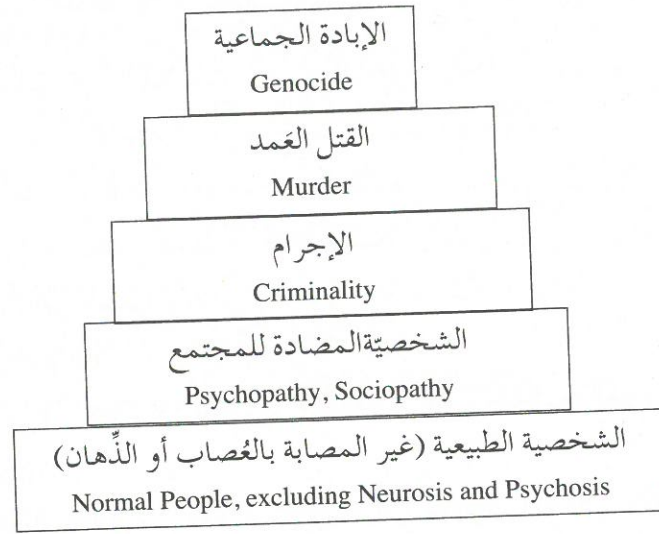 الإبادة الجماعية
Genocide
القتل العَمد
Murder
الإجرام
Criminality
الشخصيّةالمضادة للمجتمع
Psychopathy, Sociopathy
الشخصية الطبيعية (غير المصابة بالعُصاب أو الذِّهان)
Normal People, excluding Neurosis and Psychosis